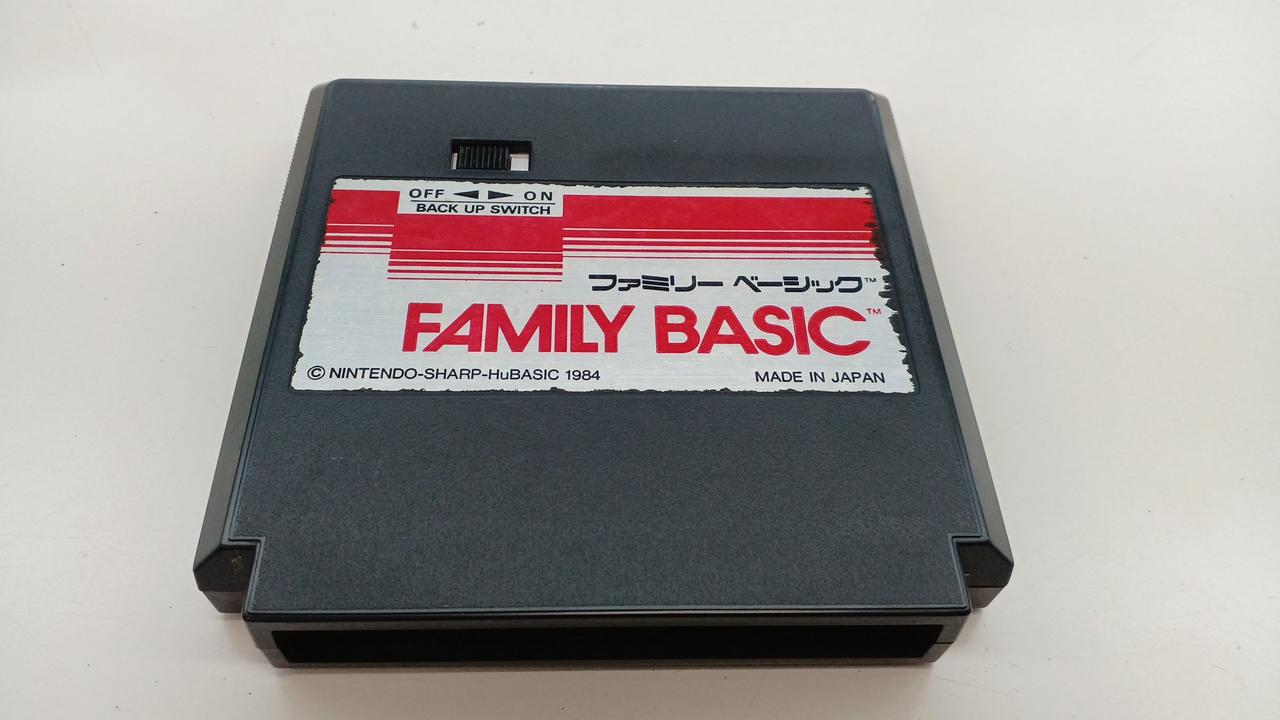 OFF ◀ ▶ ON
BACK UP SWITCH
ファミリー ベーシック™
FAMILY BASIC™
© NINTENDO-SHARP-HuBASIC 1984
MADE IN JAPAN